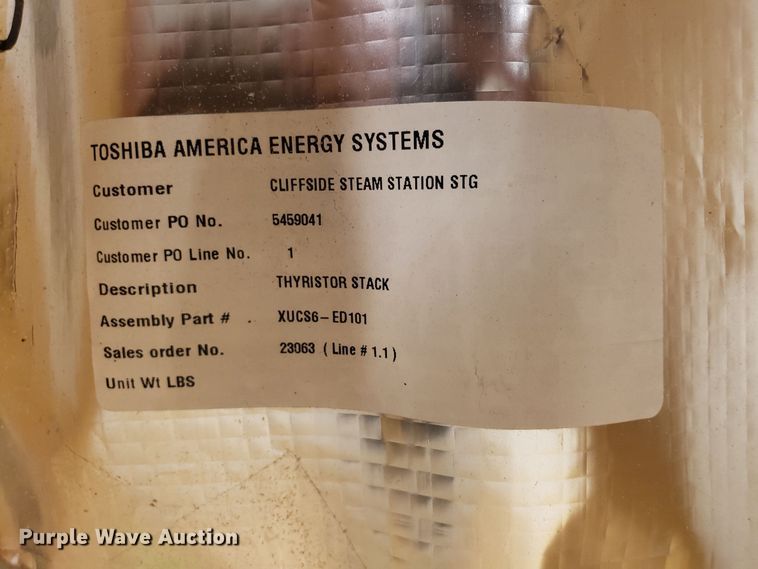 TOSHIBA AMERICA ENERGY SYSTEMS
Customer CLIFFSIDE STEAM STATION STG
Customer PO No. 5459041
Customer PO Line No. 1
Description THYRISTOR STACK
Assembly Part # . XUCS6-ED101
Sales order No. 23063 ( Line # 1.1 )
Unit Wt LBS
Purple Wave Auction®